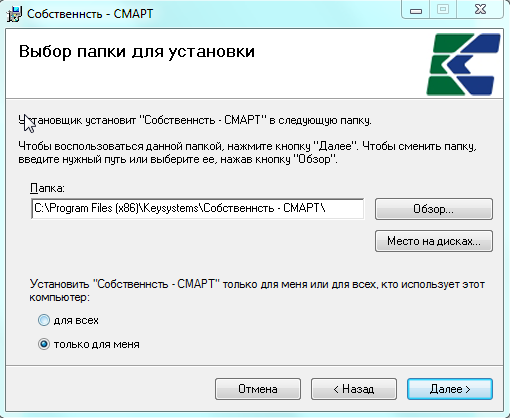 Собственнсть - СМАРТ
Выбор папки для установки
Установщик установит "Собственнсть - СМАРТ" в следующую папку.
Чтобы воспользоваться данной папкой, нажмите кнопку "Далее". Чтобы сменить папку,
введите нужный путь или выберите ее, нажав кнопку "Обзор".
Папка:
C:\Program Files (x86)\Keysystems\Собственнсть - СМАРТ\
Обзор...
Место на дисках...
Установить "Собственнсть - СМАРТ" только для меня или для всех, кто использует этот
компьютер:
для всех
только для меня
Отмена
< Назад
Далее >